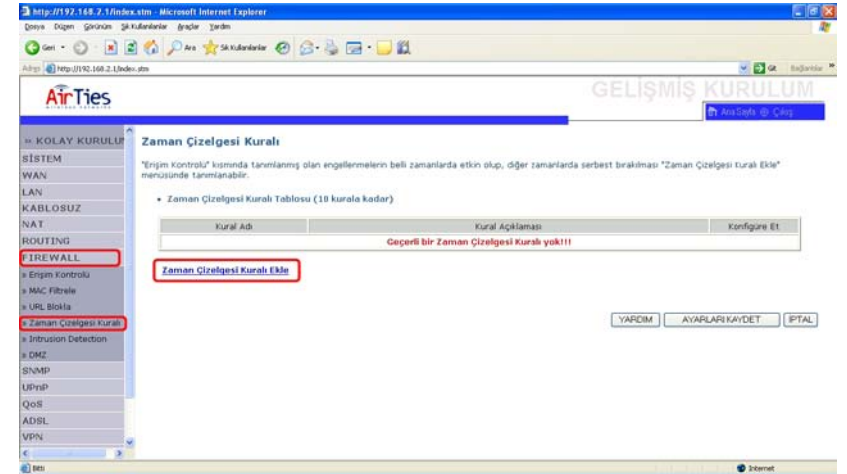 http://192.168.2.1/index.stm - Microsoft Internet Explorer
Dosya Düzen Görünüm Sık Kullanılanlar Araçlar Yardım
Geri Ara Sık Kullanılanlar
Adres http://192.168.2.1/index.stm Git Bağlantılar
AirTies
GELİŞMİŞ KURULUM
Ana Sayfa Çıkış
KOLAY KURULUM
SİSTEM
WAN
LAN
KABLOSUZ
NAT
ROUTING
FIREWALL
» Erişim Kontrolü
» MAC Filtrele
» URL Blokla
» Zaman Çizelgesi Kuralı
» Intrusion Detection
» DMZ
SNMP
UPnP
QoS
ADSL
VPN
Zaman Çizelgesi Kuralı
"Erişim Kontrolü" kısmında tanımlanmış olan engellenmelerin belli zamanlarda etkin olup, diğer zamanlarda serbest bırakılması "Zaman Çizelgesi Kuralı Ekle"
menüsünde tanımlanabilir.
• Zaman Çizelgesi Kuralı Tablosu (10 kurala kadar)
Kural Adı Kural Açıklaması Konfigüre Et
Geçerli bir Zaman Çizelgesi Kuralı yok!!!
Zaman Çizelgesi Kuralı Ekle
YARDIM AYARLARI KAYDET İPTAL
Bitti Internet